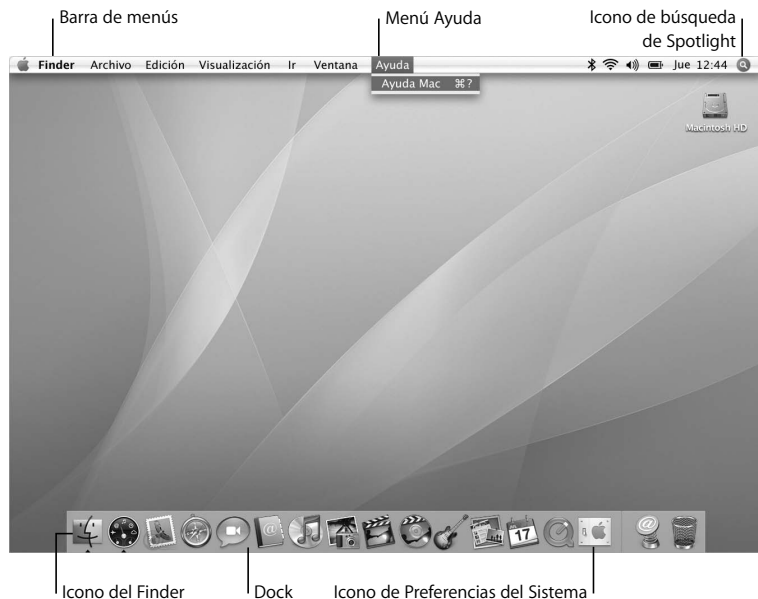 Barra de menús
Menú Ayuda
Icono de búsqueda
de Spotlight
Finder Archivo Edición Visualización Ir Ventana Ayuda Jue 12:44
Ayuda Mac ⌘?
Macintosh HD
17
Icono del Finder
Dock
Icono de Preferencias del Sistema